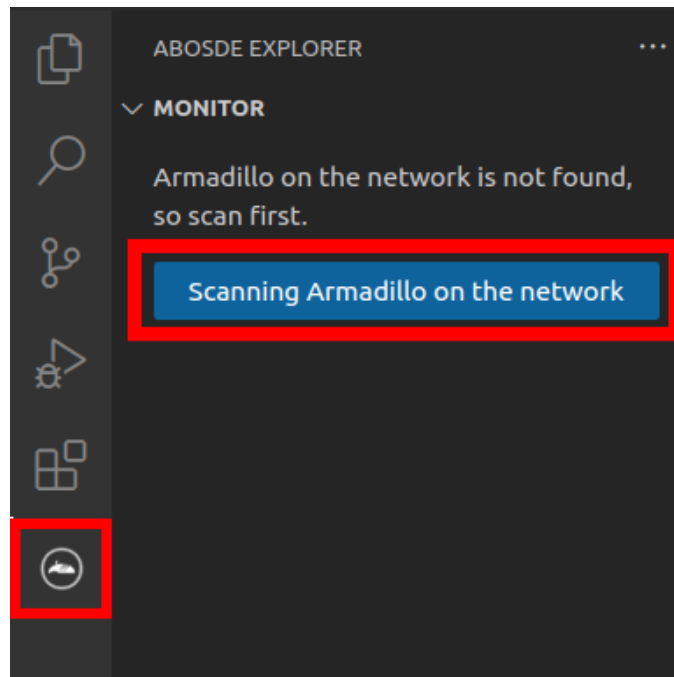 ABOSDE EXPLORER
MONITOR
Armadillo on the network is not found,
so scan first.
Scanning Armadillo on the network